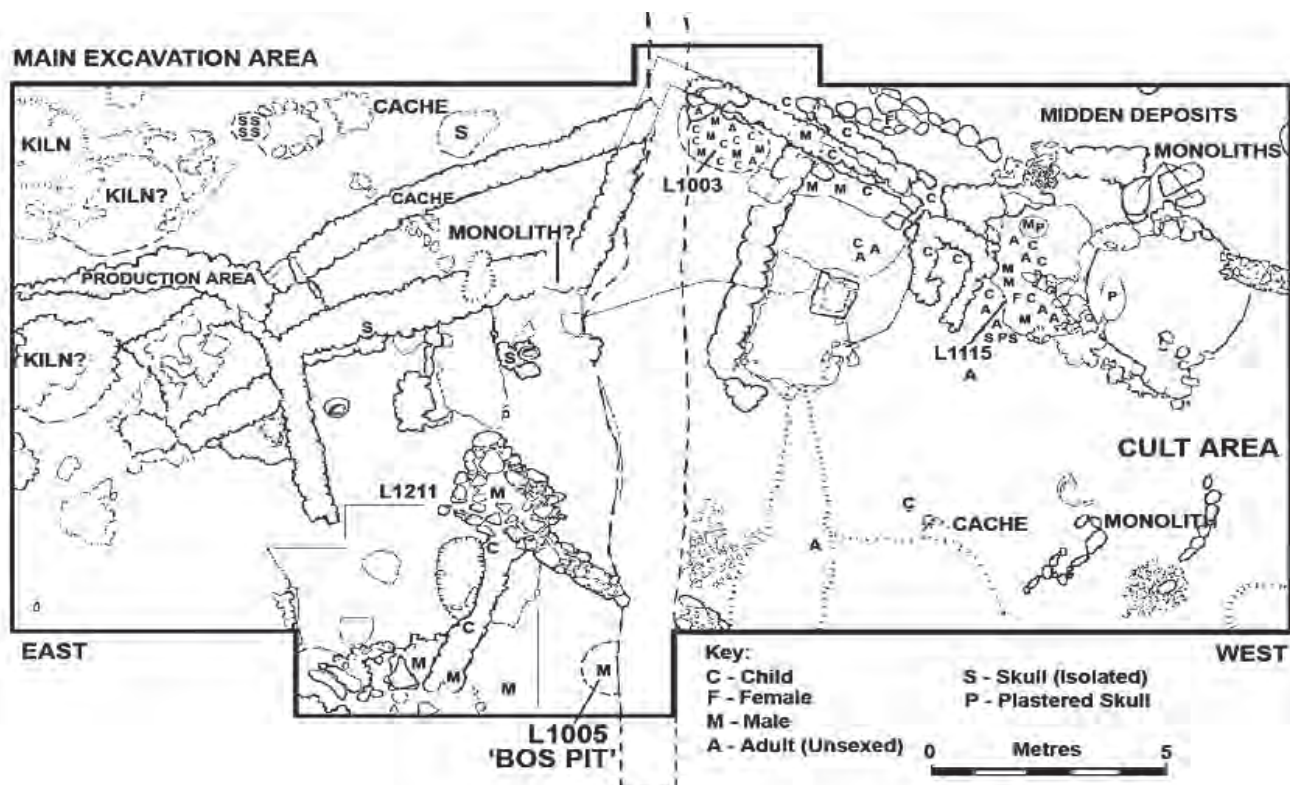 MAIN EXCAVATION AREA
CACHE
SS
SS
S
KILN
KILN?
CACHE
MONOLITH?
PRODUCTION AREA
KILN?
S
S
L1211
M
C
C
M
M
M
M
L1005
'BOS PIT'
EAST
L1003
C
C
M
C
M
M
C
C
C
A
A
MIDDEN DEPOSITS
MONOLITHS
M P
A
C
A
C
C
C
M
M
F
C
C
A
M
A
A
A
S P S
P
L1115
A
CULT AREA
C
CACHE
MONOLITH
A
WEST
Key:
C - Child
F - Female
M - Male
A - Adult (Unsexed)
S - Skull (Isolated)
P - Plastered Skull
0 Metres 5